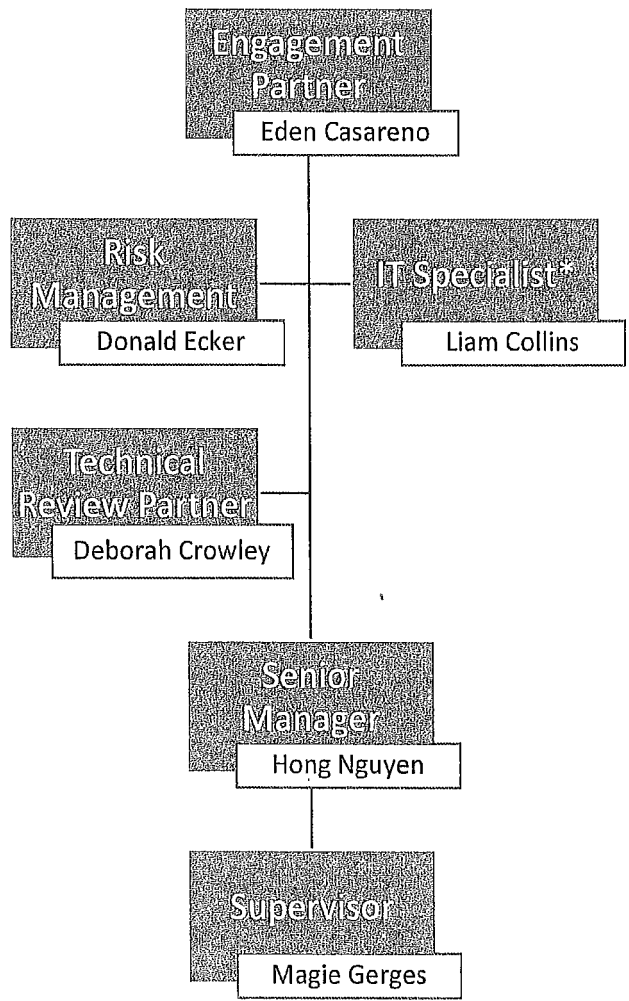 Engagement
Partner
Eden Casareno
Risk
Management
Donald Ecker
IT Specialist*
Liam Collins
Technical
Review Partner
Deborah Crowley
Senior
Manager
Hong Nguyen
Supervisor
Magie Gerges